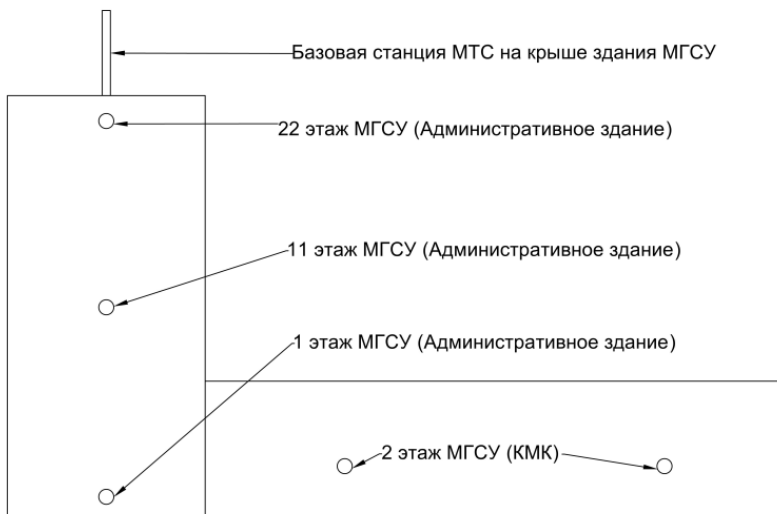 Базовая станция МТС на крыше здания МГСУ
22 этаж МГСУ (Административное здание)
11 этаж МГСУ (Административное здание)
1 этаж МГСУ (Административное здание)
2 этаж МГСУ (КМК)